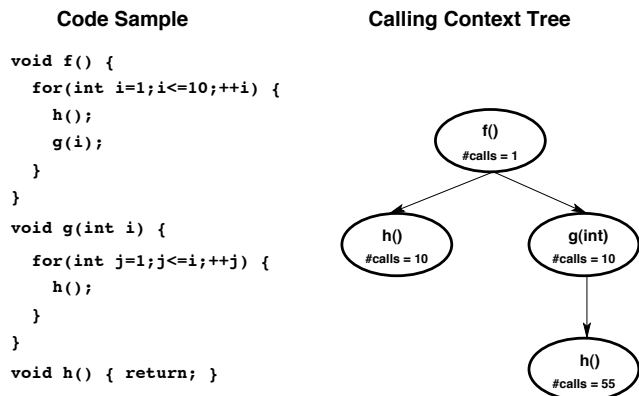 Code Sample
void f() {
for(int i=1;i<=10;++i) {
h();
g(i);
}
}
void g(int i) {
for(int j=1;j<=i;++j) {
h();
}
}
void h() { return; }
Calling Context Tree
f()
#calls = 1
h()
#calls = 10
g(int)
#calls = 10
h()
#calls = 55